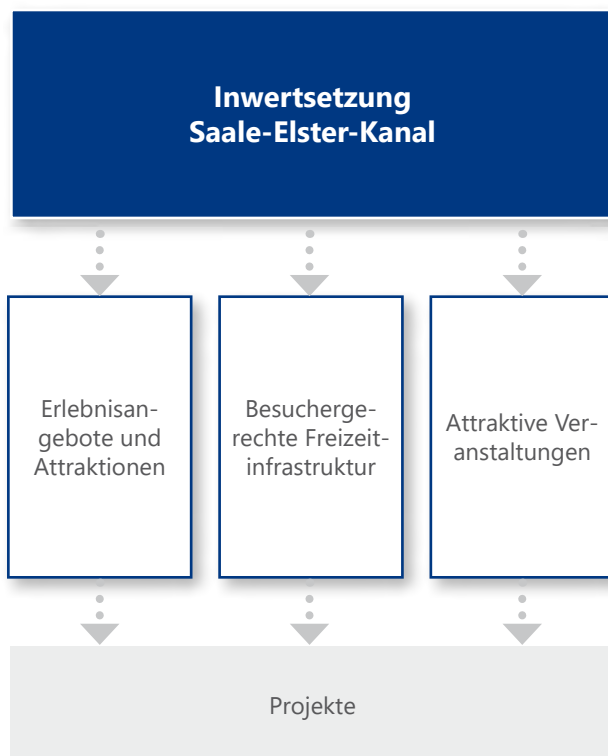 Inwertsetzung
Saale-Elster-Kanal
Erlebnisan-
gebote und
Attraktionen
Besucherge-
rechte Freizeit-
infrastruktur
Attraktive Ver-
anstaltungen
Projekte